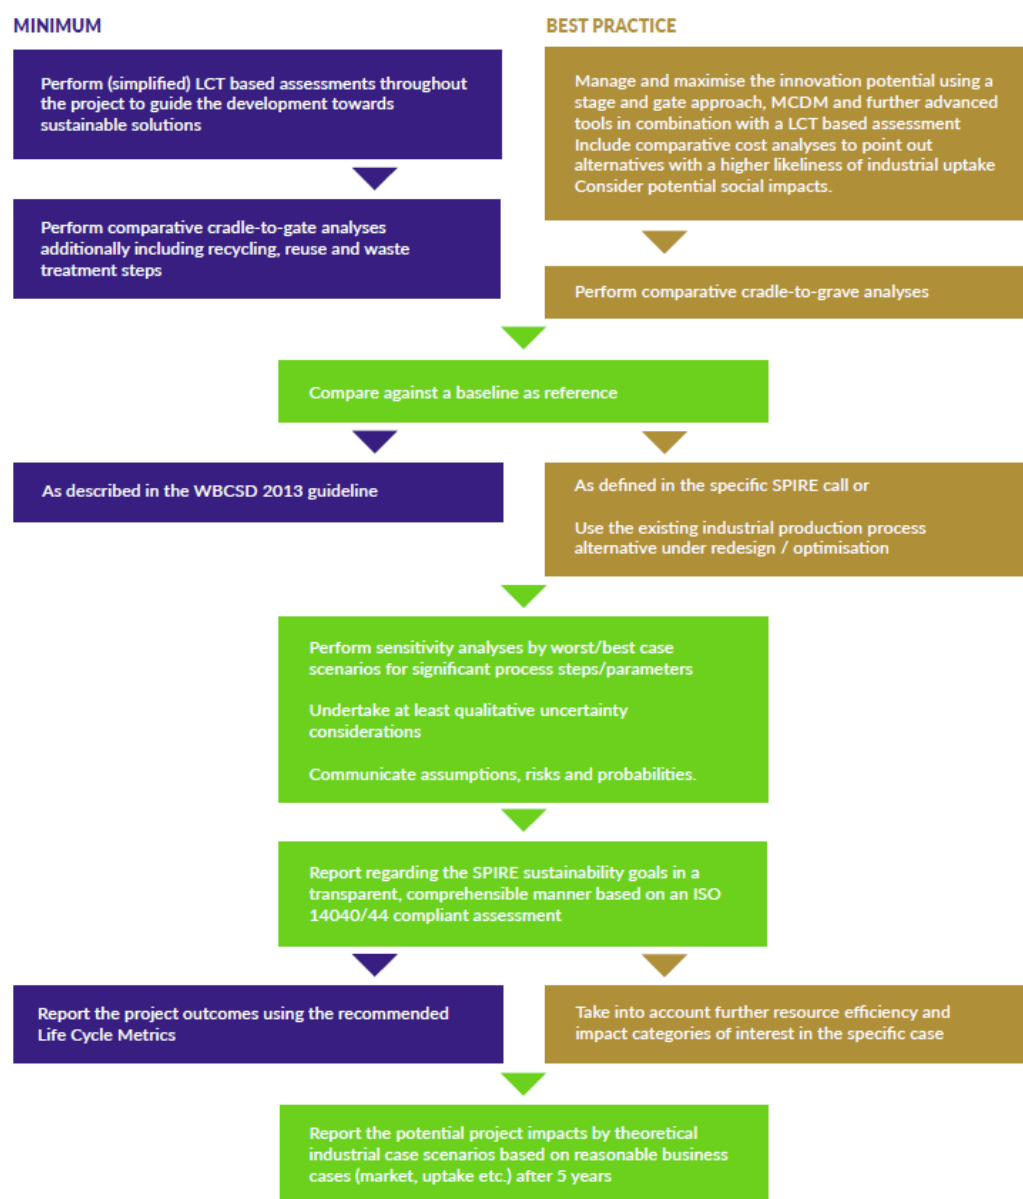 MINIMUM
BEST PRACTICE
Perform (simplified) LCT based assessments throughout
the project to guide the development towards
sustainable solutions
Manage and maximise the innovation potential using a
stage and gate approach, MCDM and further advanced
tools in combination with a LCT based assessment
Include comparative cost analyses to point out
alternatives with a higher likeliness of industrial uptake
Consider potential social impacts.
Perform comparative cradle-to-gate analyses
additionally including recycling, reuse and waste
treatment steps
Perform comparative cradle-to-grave analyses
Compare against a baseline as reference
As described in the WBCSD 2013 guideline
As defined in the specific SPIRE call or
Use the existing industrial production process
alternative under redesign / optimisation
Perform sensitivity analyses by worst/best case
scenarios for significant process steps/parameters
Undertake at least qualitative uncertainty
considerations
Communicate assumptions, risks and probabilities.
Report regarding the SPIRE sustainability goals in a
transparent, comprehensible manner based on an ISO
14040/44 compliant assessment
Report the project outcomes using the recommended
Life Cycle Metrics
Take into account further resource efficiency and
impact categories of interest in the specific case
Report the potential project impacts by theoretical
industrial case scenarios based on reasonable business
cases (market, uptake etc.) after 5 years